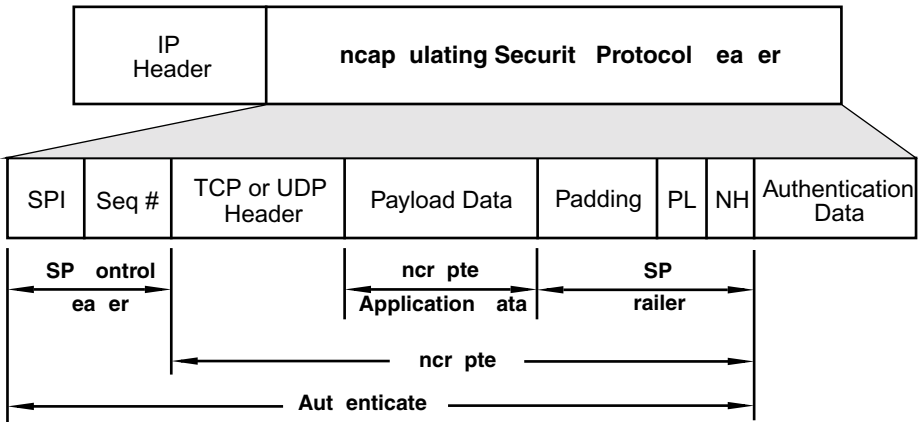 IP
Header
ncap ulating Securit Protocol ea er
SPI
Seq #
TCP or UDP
Header
Payload Data
Padding
PL
NH
Authentication
Data
SP ontrol
ea er
ncr pte
Application ata
SP
railer
ncr pte
Aut enticate